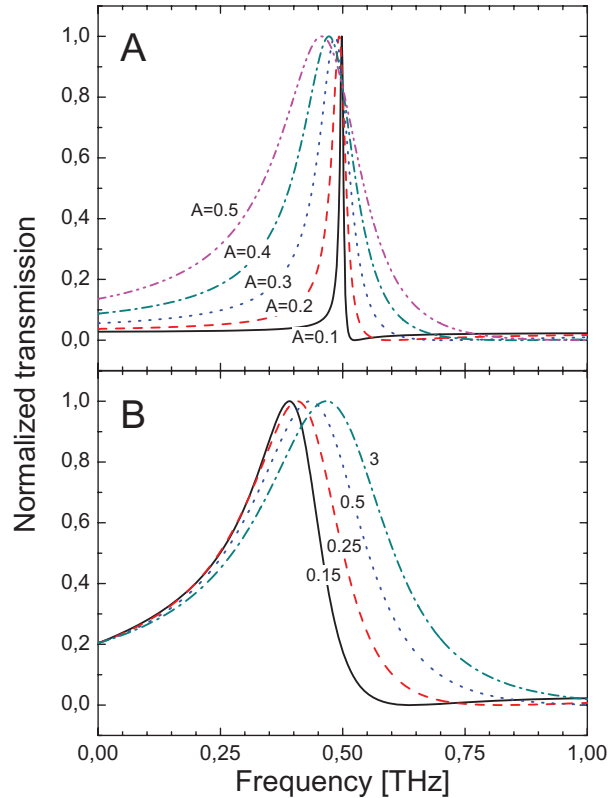 Normalized transmission
A
1,0
0,8
0,6
0,4
0,2
0,0
A=0.5
A=0.4
A=0.3
A=0.2
A=0.1
B
1,0
0,8
0,6
0,4
0,2
0,0
3
0.5
0.25
0.15
0,00 0,25 0,50 0,75 1,00
Frequency [THz]